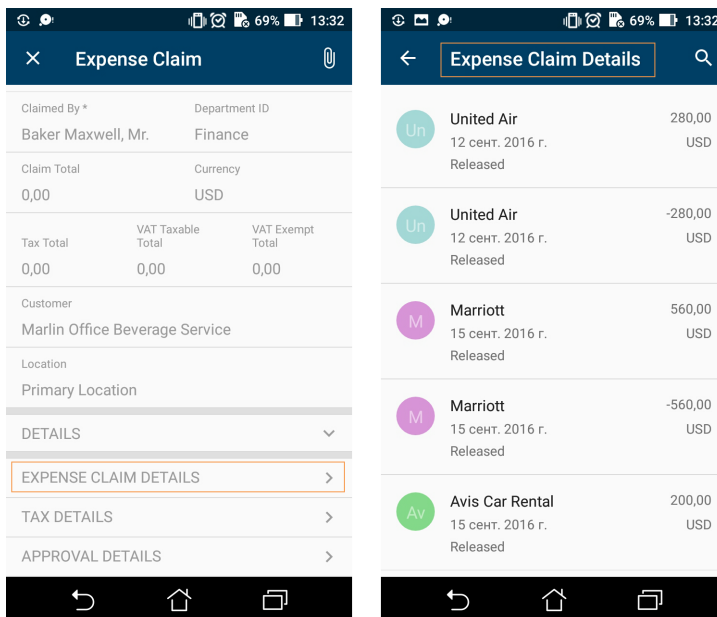 69% 13:32
Expense Claim
Claimed By * Department ID
Baker Maxwell, Mr. Finance
Claim Total Currency
0,00 USD
Tax Total VAT Taxable Total VAT Exempt Total
0,00 0,00 0,00
Customer
Marlin Office Beverage Service
Location
Primary Location
DETAILS
EXPENSE CLAIM DETAILS
TAX DETAILS
APPROVAL DETAILS
69% 13:32
Expense Claim Details
Un United Air 280,00
12 сент. 2016 г. USD
Released
Un United Air -280,00
12 сент. 2016 г. USD
Released
M Marriott 560,00
15 сент. 2016 г. USD
Released
M Marriott -560,00
15 сент. 2016 г. USD
Released
Av Avis Car Rental 200,00
15 сент. 2016 г. USD
Released